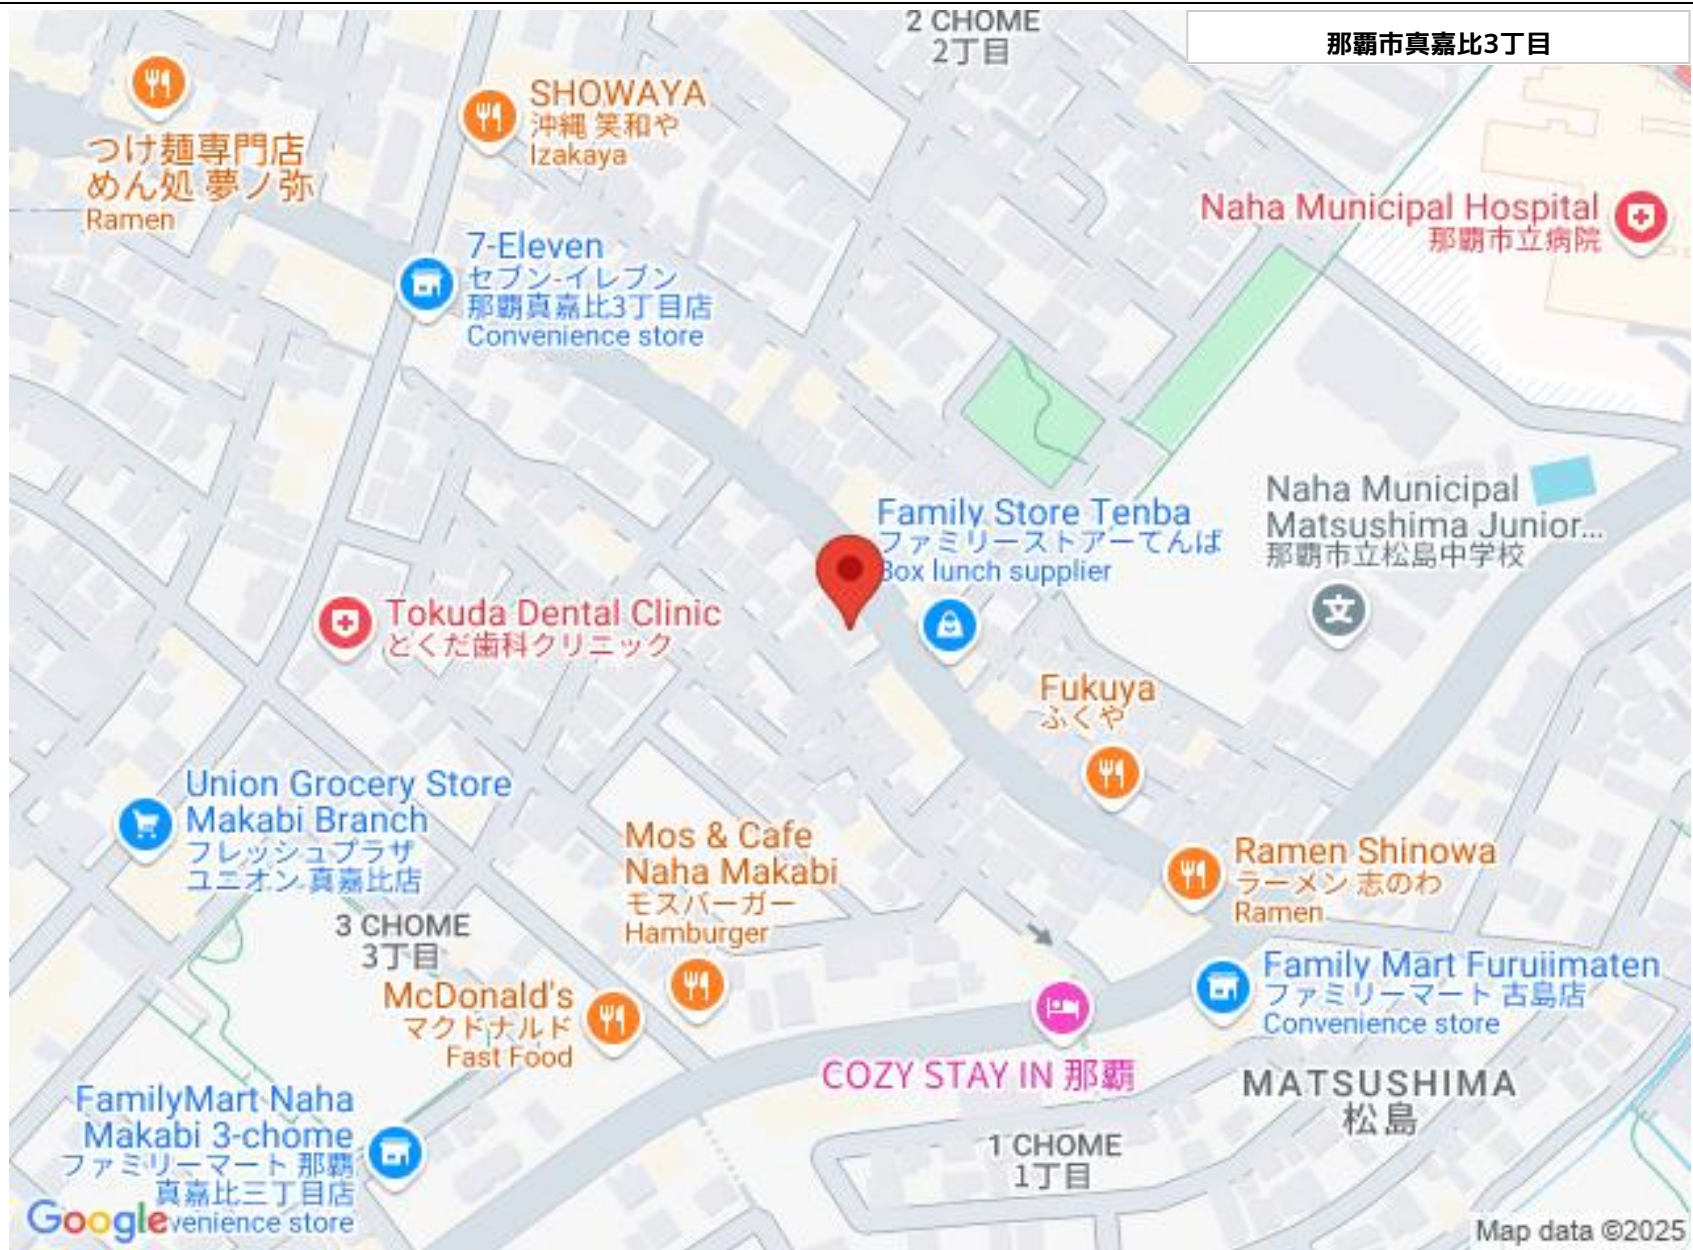 2 CHOME
2丁目
那覇市真嘉比3丁目
SHOWAYA
沖縄 笑和や
Izakaya
つけ麺専門店
めん処 夢ノ弥
Ramen
Naha Municipal Hospital
那覇市立病院
7-Eleven
セブン-イレブン
那覇真嘉比3丁目店
Convenience store
Naha Municipal
Matsushima Junior...
那覇市立松島中学校
文
Family Store Tenba
ファミリーストアーてんば
Box lunch supplier
Tokuda Dental Clinic
とくだ歯科クリニック
Fukuya
ふくや
Union Grocery Store
Makabi Branch
フレッシュプラザ
ユニオン 真嘉比店
Mos & Cafe
Naha Makabi
モスバーガー
Hamburger
Ramen Shinowa
ラーメン 志のわ
Ramen
3 CHOME
3丁目
Family Mart Furujimaten
ファミリーマート 古島店
Convenience store
McDonald's
マクドナルド
Fast Food
COZY STAY IN 那覇
MATSUSHIMA
松島
FamilyMart Naha
Makabi 3-chome
ファミリーマート 那覇
真嘉比三丁目店
venience store
1 CHOME
1丁目
Google
Map data ©2025